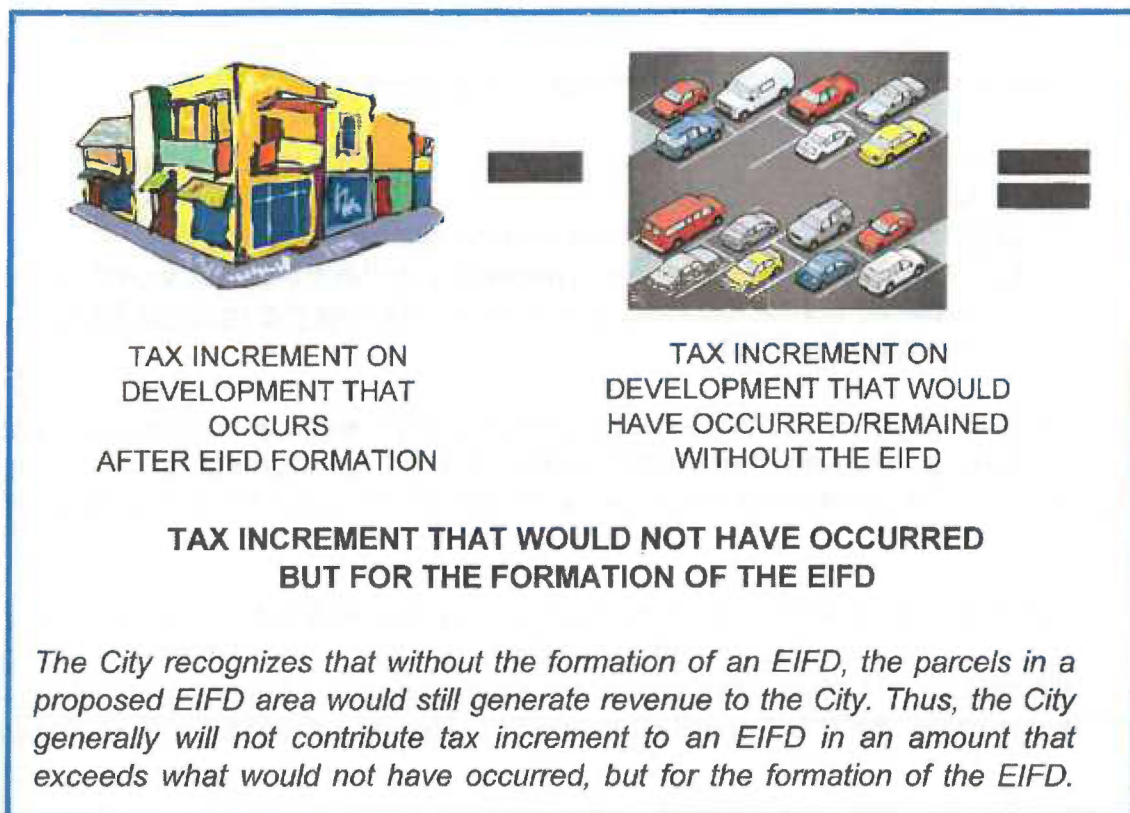 TAX INCREMENT ON
DEVELOPMENT THAT
OCCURS
AFTER EIFD FORMATION
TAX INCREMENT ON
DEVELOPMENT THAT WOULD
HAVE OCCURRED/REMAINED
WITHOUT THE EIFD
TAX INCREMENT THAT WOULD NOT HAVE OCCURRED
BUT FOR THE FORMATION OF THE EIFD
The City recognizes that without the formation of an EIFD, the parcels in a
proposed EIFD area would still generate revenue to the City. Thus, the City
generally will not contribute tax increment to an EIFD in an amount that
exceeds what would not have occurred, but for the formation of the EIFD.